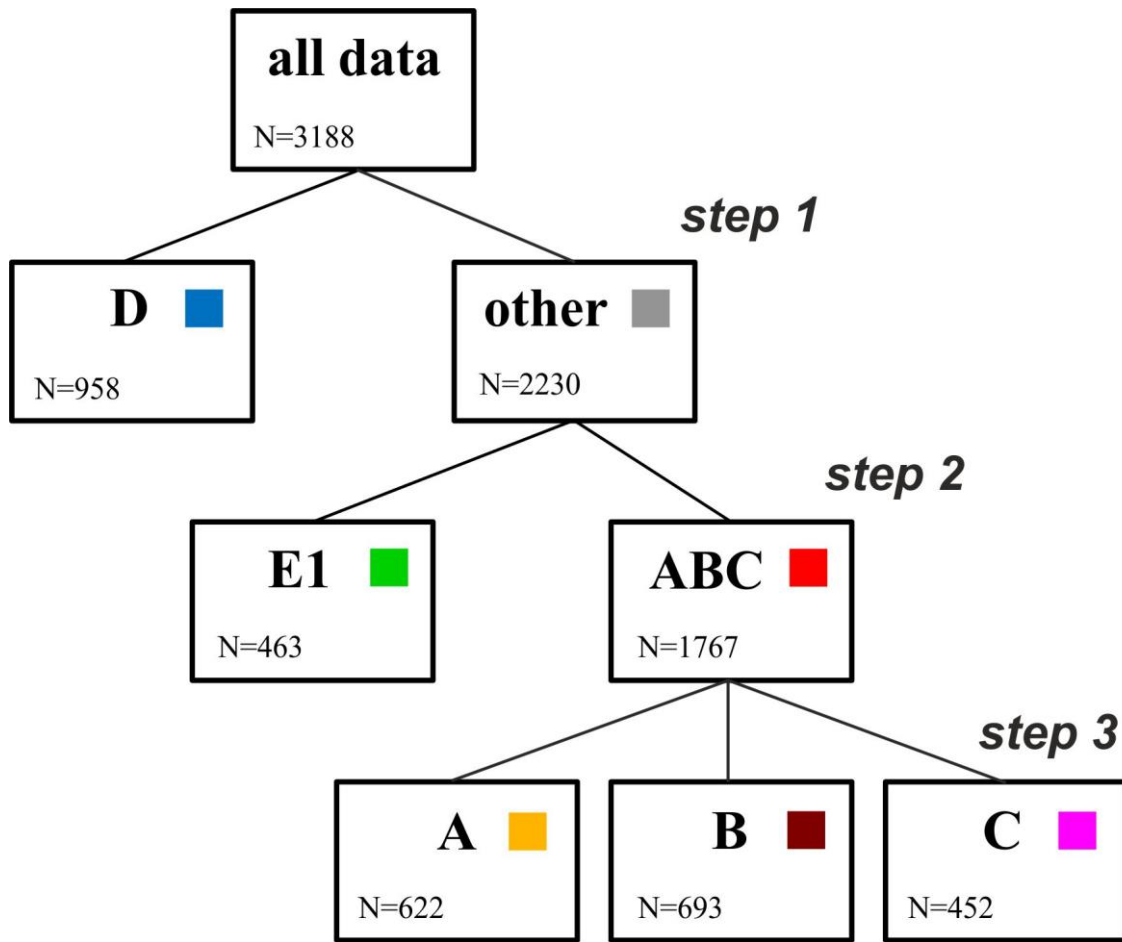 all data
N=3188
step 1
D
N=958
other
N=2230
step 2
E1
N=463
ABC
N=1767
step 3
A
N=622
B
N=693
C
N=452